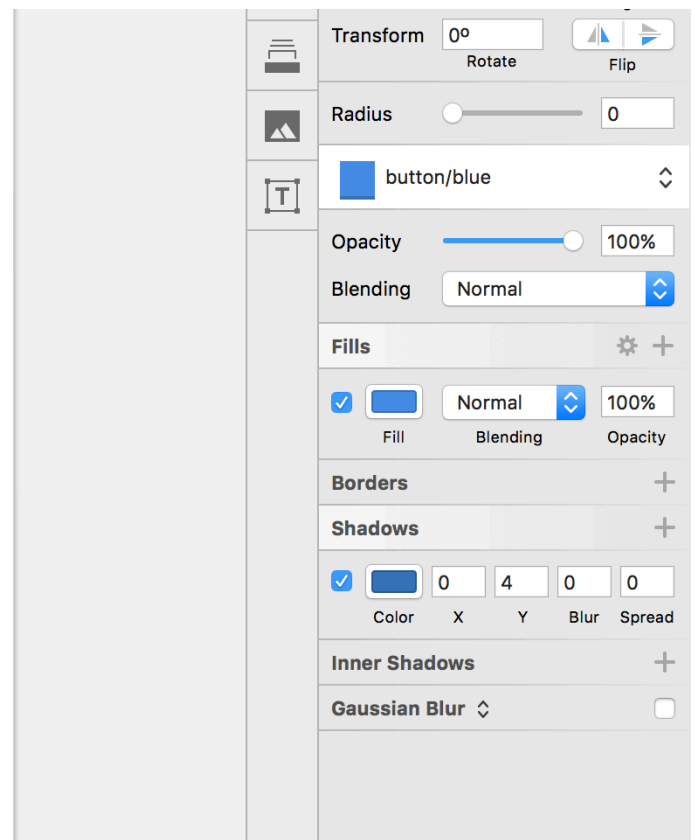 Transform 0º
Rotate Flip
Radius 0
T
button/blue
Opacity 100%
Blending Normal
Fills
Normal 100%
Fill Blending Opacity
Borders
Shadows
0 4 0 0
Color X Y Blur Spread
Inner Shadows
Gaussian Blur